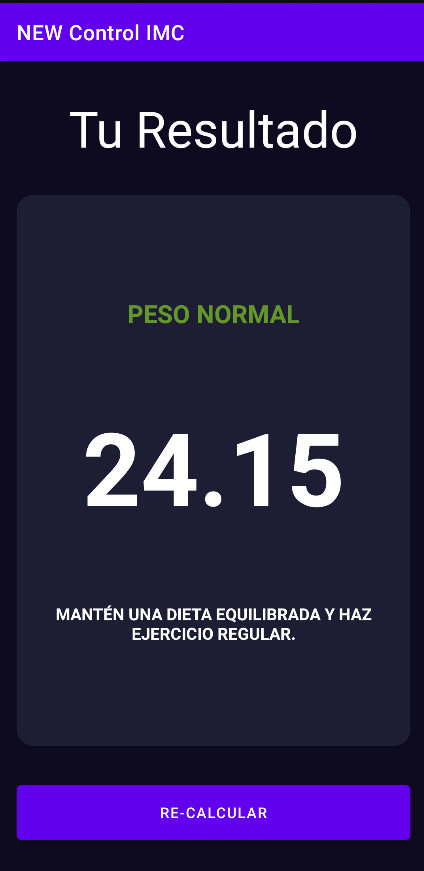 NEW Control IMC
Tu Resultado
PESO NORMAL
24.15
MANTÉN UNA DIETA EQUILIBRADA Y HAZ
EJERCICIO REGULAR.
RE-CALCULAR